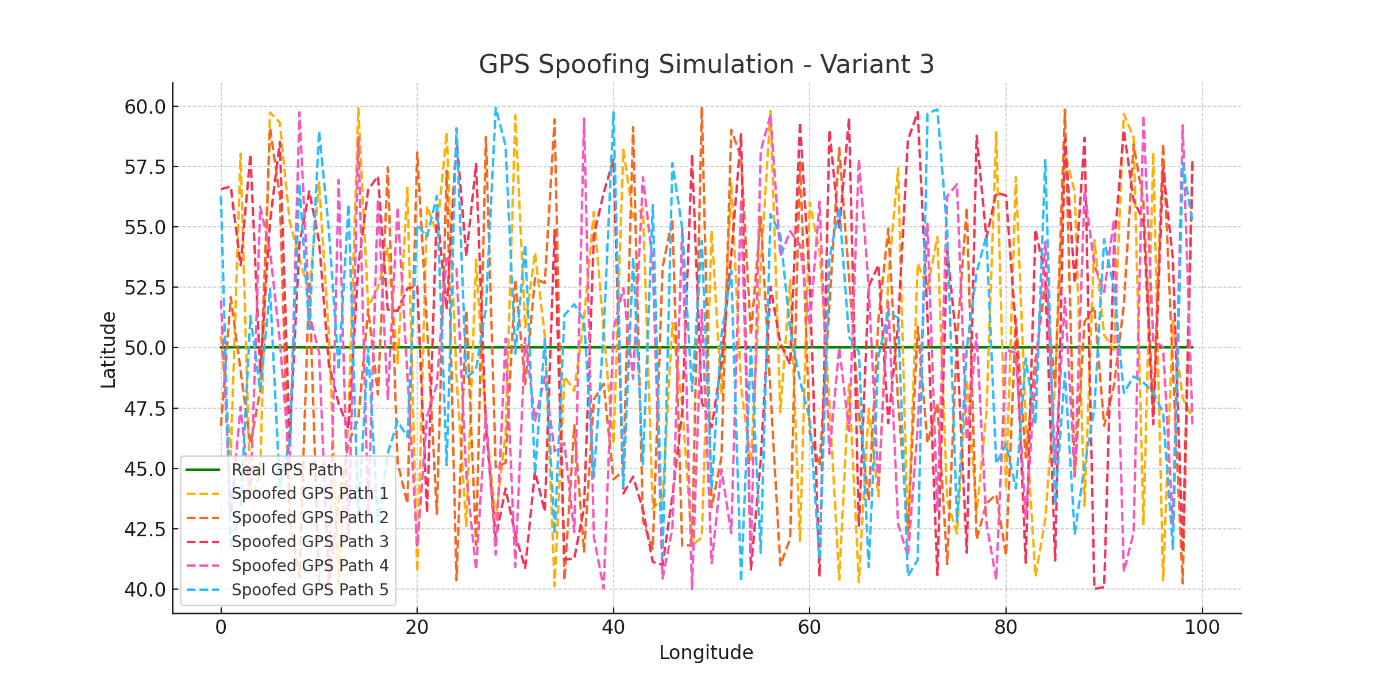 GPS Spoofing Simulation - Variant 3
Latitude
60.0
57.5
55.0
52.5
50.0
47.5
45.0
42.5
40.0
Real GPS Path
Spoofed GPS Path 1
Spoofed GPS Path 2
Spoofed GPS Path 3
Spoofed GPS Path 4
Spoofed GPS Path 5
0 20 40 60 80 100
Longitude